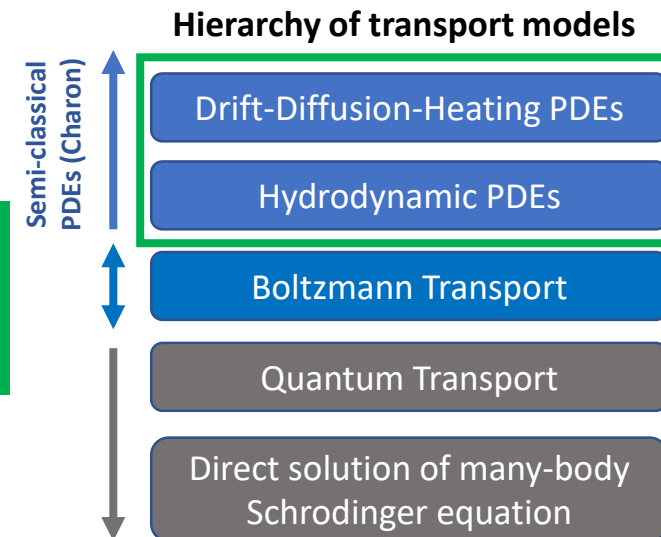 Hierarchy of transport models
Semi-classical
PDEs (Charon)
Drift-Diffusion-Heating PDEs
Hydrodynamic PDEs
Boltzmann Transport
Quantum Transport
Direct solution of many-body
Schrodinger equation